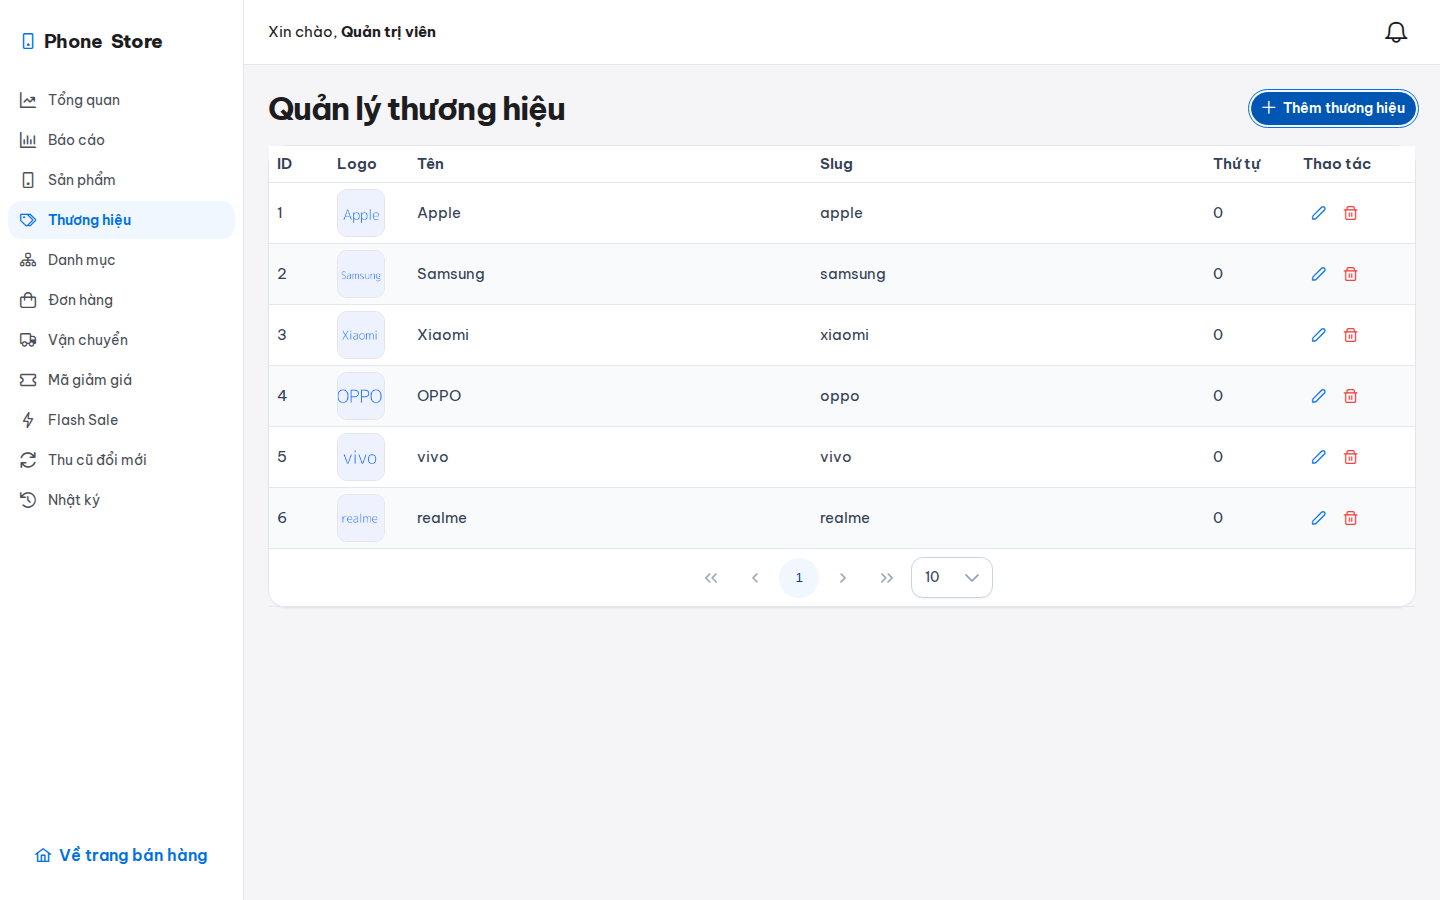 Phone Store
Xin chào, Quản trị viên
Tổng quan
Báo cáo
Sản phẩm
Thương hiệu
Danh mục
Đơn hàng
Vận chuyển
Mã giảm giá
Flash Sale
Thu cũ đổi mới
Nhật ký
Về trang bán hàng
Quản lý thương hiệu
Thêm thương hiệu
ID Logo Tên Slug Thứ tự Thao tác
1 Apple Apple apple 0
2 Samsung Samsung samsung 0
3 Xiaomi Xiaomi xiaomi 0
4 OPPO OPPO oppo 0
5 vivo vivo vivo 0
6 realme realme realme 0
1 10